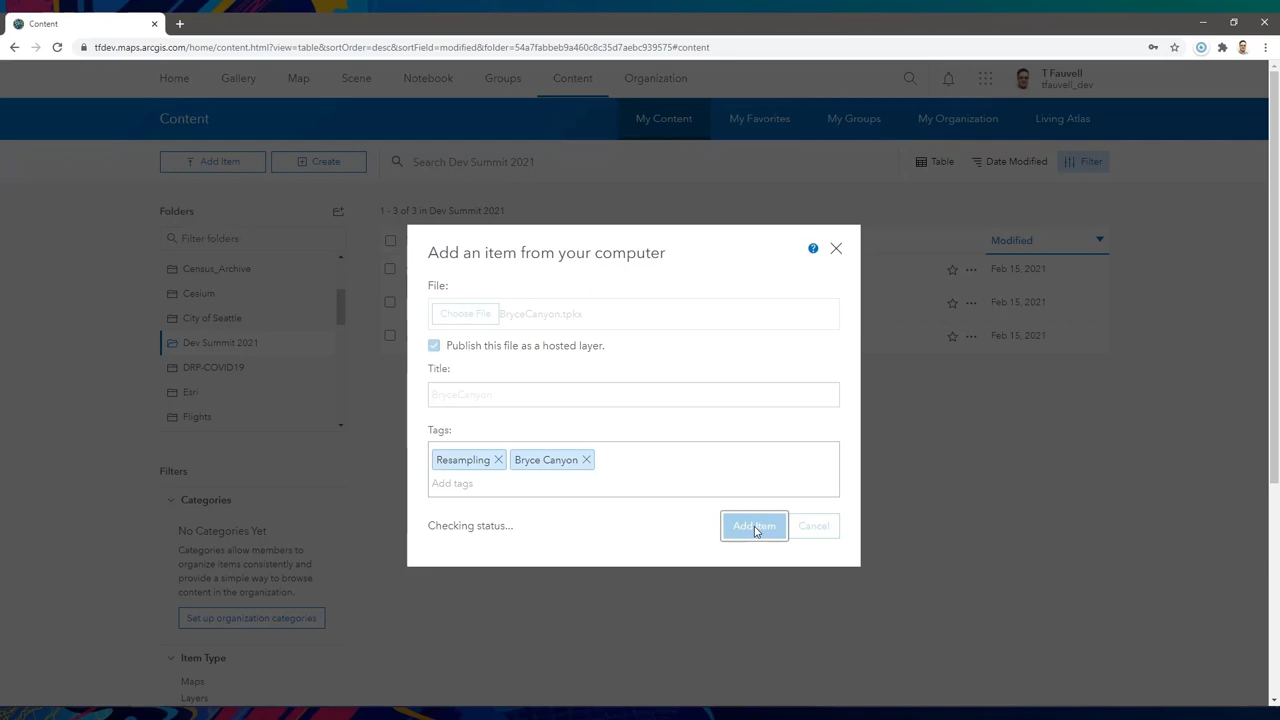 Content
tfdev.maps.arcgis.com/home/content.html?view=table&sortOrder=desc&sortField=modified&folder=54a7fabbeb9a460c8c35d7aebc939575#content
Home Gallery Map Scene Notebook Groups Content Organization
T Fauvell
tfauvell_dev
Content My Content My Favorites My Groups My Organization Living Atlas
Add Item Create Search Dev Summit 2021 Table Date Modified Filter
Folders
1 - 3 of 3 in Dev Summit 2021
Filter folders
Modified
Census_Archive
Feb 15, 2021
Cesium
Feb 15, 2021
City of Seattle
Feb 15, 2021
Dev Summit 2021
DRP-COVID19
Esri
Flights
Filters
Categories
No Categories Yet
Categories allow members to
organize items consistently and
provide a simple way to browse
content in the organization.
Set up organization categories
Item Type
Maps
Layers
Add an item from your computer
File:
Choose File BryceCanyon.tpkx
Publish this file as a hosted layer.
Title:
BryceCanyon
Tags:
Resampling Bryce Canyon
Add tags
Checking status... Add Item Cancel